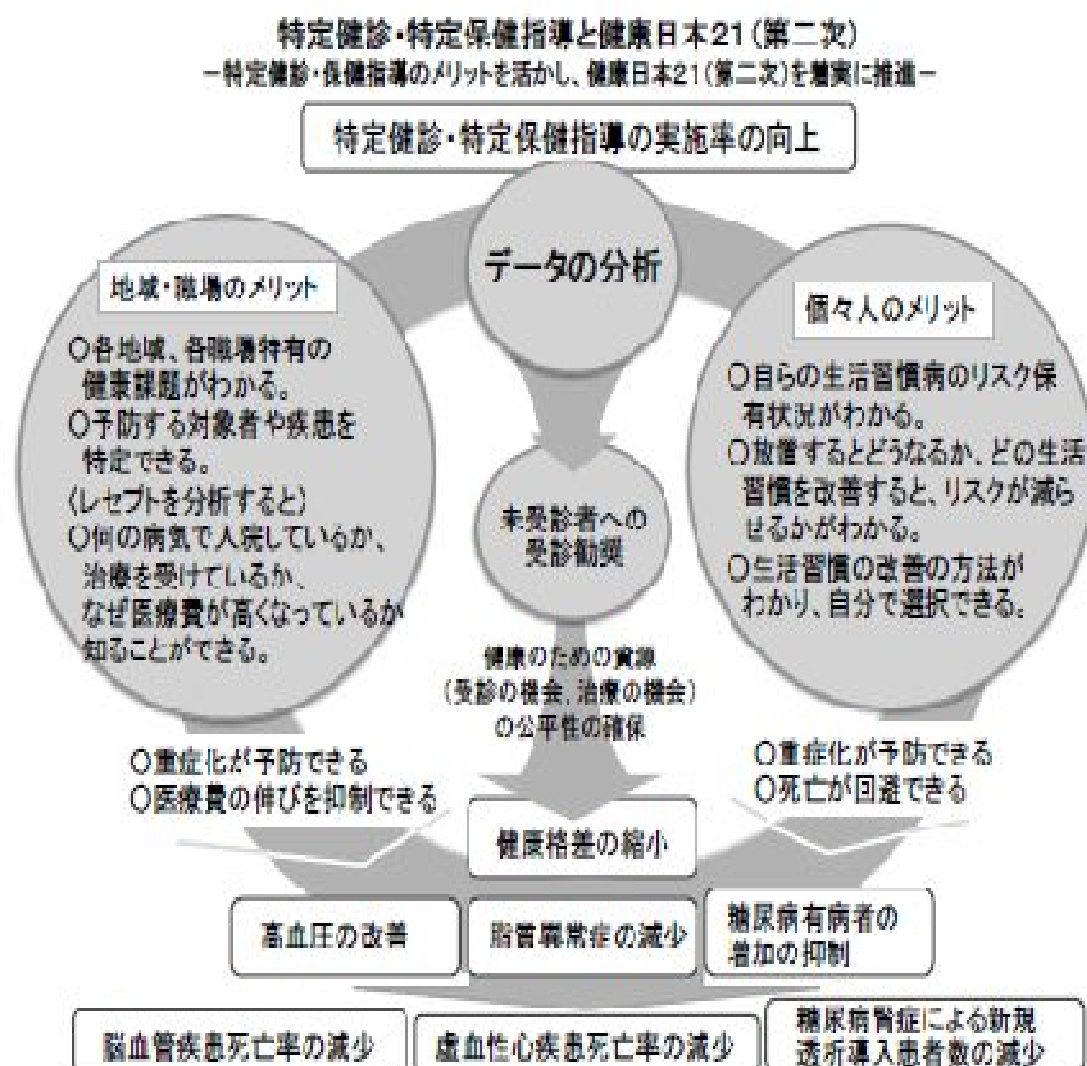 特定健診・特定保健指導と健康日本21(第二次)
－特定健診・保健指導のメリットを活かし、健康日本21(第二次)を着実に推進－
特定健診・特定保健指導の実施率の向上
データの分析
地域・職場のメリット
〇各地域、各職場特有の
健康課題がわかる。
〇予防する対象者や疾患を
特定できる。
(レセプトを分析すると)
〇何の病気で入院しているか、
治療を受けているか、
なぜ医療費が高くなっているか
知ることができる。
〇重症化が予防できる
〇医療費の伸びを抑制できる
未受診者への
受診勧奨
健康のための資源
(受診の機会、治療の機会)
の公平性の確保
個々人のメリット
〇自らの生活習慣病のリスク保
有状況がわかる。
〇放置するとどうなるか、どの生活
習慣を改善すると、リスクが減ら
せるかがわかる。
〇生活習慣の改善の方法が
わかり、自分で選択できる。
〇重症化が予防できる
〇死亡が回避できる
健康格差の縮小
高血圧の改善
脂質異常症の減少
糖尿病有病者の
増加の抑制
脳血管疾患死亡率の減少
虚血性心疾患死亡率の減少
糖尿病腎症による新規
透析導入患者数の減少